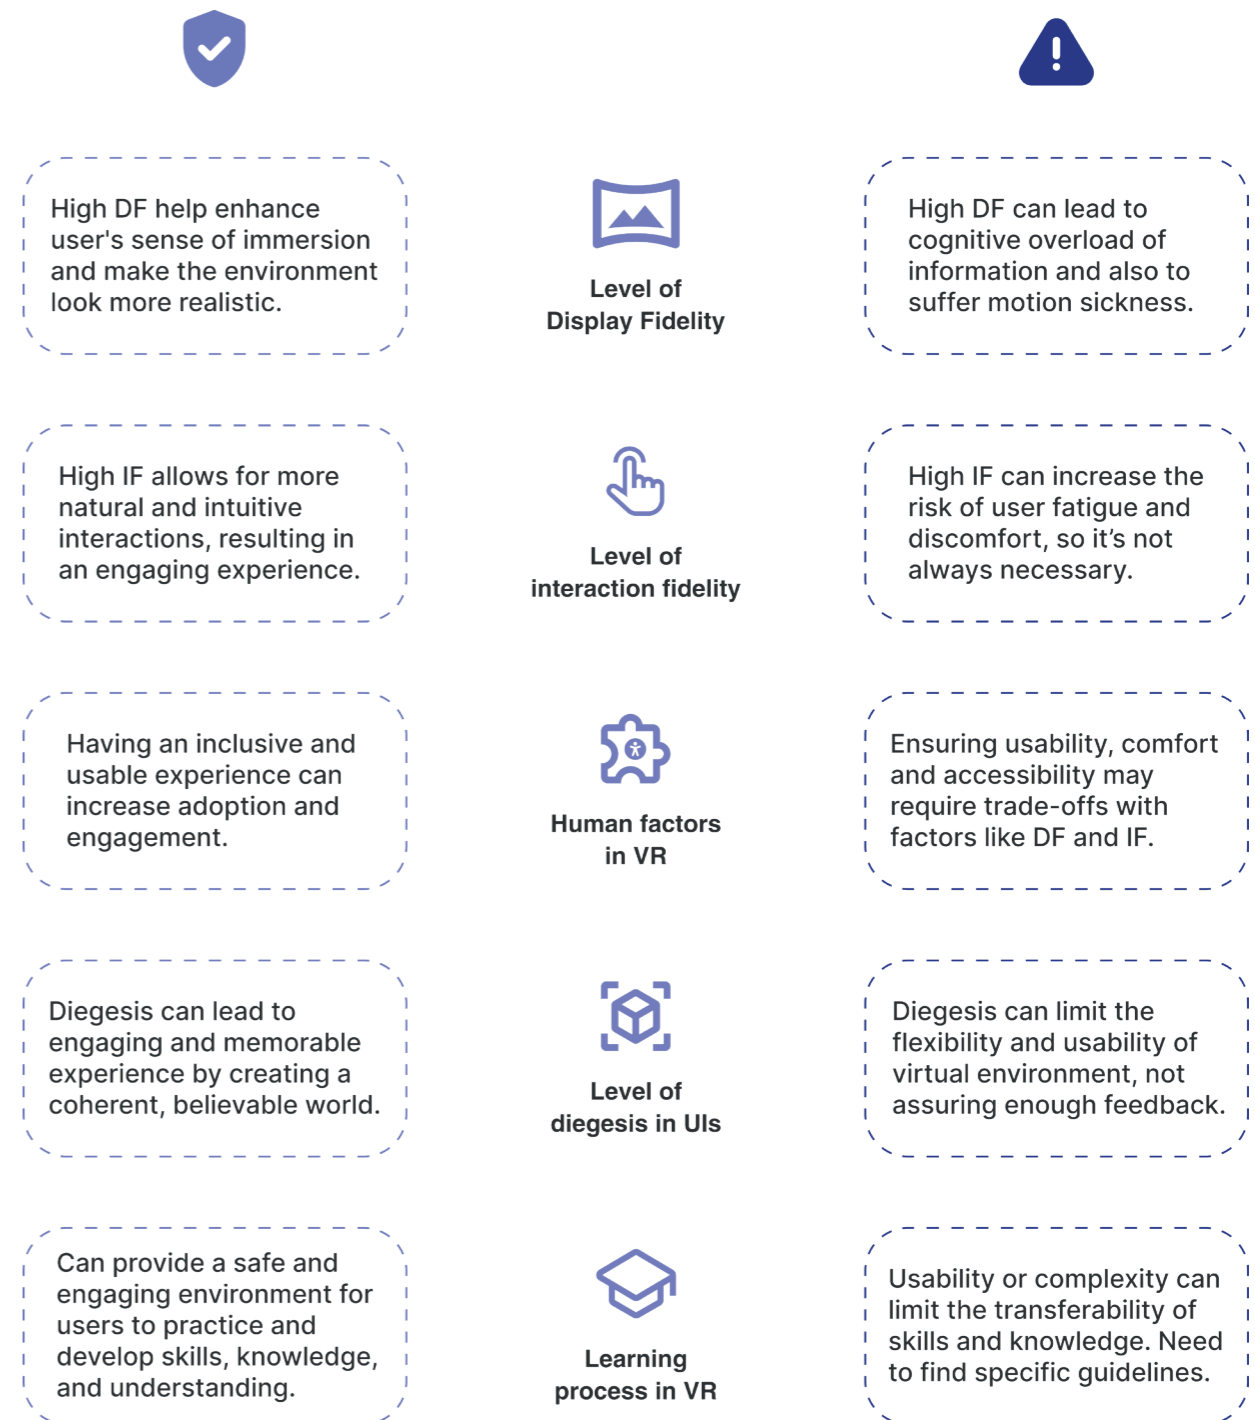 High DF help enhance
user's sense of immersion
and make the environment
look more realistic.
Level of
Display Fidelity
High DF can lead to
cognitive overload of
information and also to
suffer motion sickness.
High IF allows for more
natural and intuitive
interactions, resulting in
an engaging experience.
Level of
interaction fidelity
High IF can increase the
risk of user fatigue and
discomfort, so it’s not
always necessary.
Having an inclusive and
usable experience can
increase adoption and
engagement.
Human factors
in VR
Ensuring usability, comfort
and accessibility may
require trade-offs with
factors like DF and IF.
Diegesis can lead to
engaging and memorable
experience by creating a
coherent, believable world.
Level of
diegesis in UIs
Diegesis can limit the
flexibility and usability of
virtual environment, not
assuring enough feedback.
Can provide a safe and
engaging environment for
users to practice and
develop skills, knowledge,
and understanding.
Learning
process in VR
Usability or complexity can
limit the transferability of
skills and knowledge. Need
to find specific guidelines.